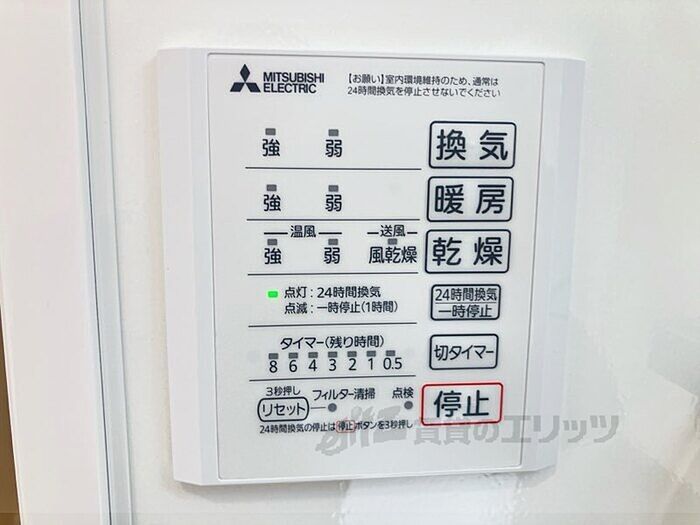 MITSUBISHI
ELECTRIC
【お願い】室内環境維持のため、通常は
24時間換気を停止させないでください
強 弱 換気
強 弱 暖房
温風 送風
強 弱 風乾燥 乾燥
点灯:24時間換気
点滅:一時停止(1時間)
24時間換気
一時停止
タイマー(残り時間)
8 6 4 3 2 1 0.5
切タイマー
3秒押し
リセット フィルター清掃 点検
停止
24時間換気の停止は停止ボタンを3秒押し
賃貸のエリッツ